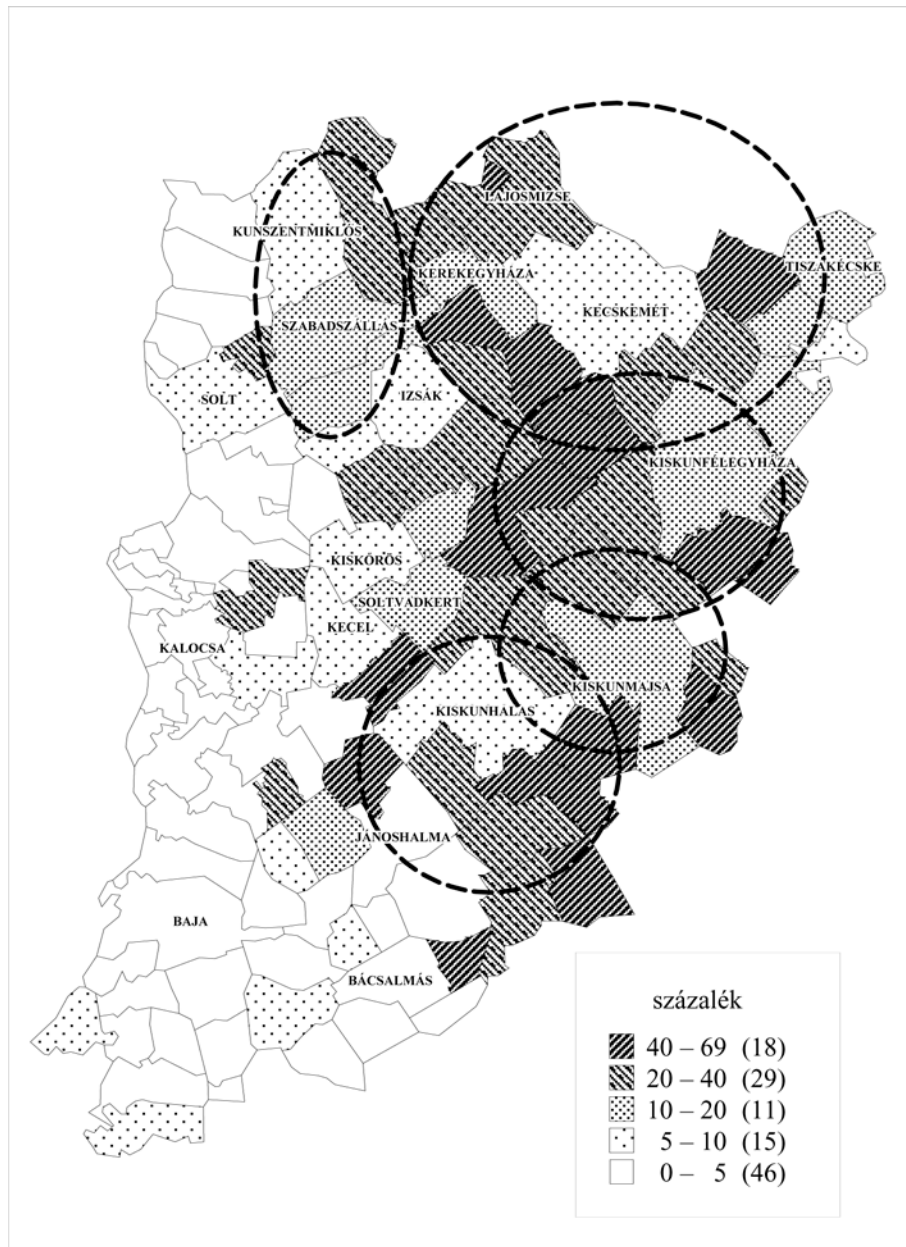 LAJOSMIZSE
KUNSZENTMIKLÓS
TISZAKÉCSKE
KEREKEGYHÁZA
KECSKEMÉT
SZABADSZÁLLÁS
IZSÁK
SOLT
KISKUNFÉLEGYHÁZA
KISKŐRÖS
SOLTVADKERT
KECEL
KALOCSA
KISKUNMAJSA
KISKUNHALAS
JÁNOSHALMA
BAJA
BÁCSALMÁS
százalék
40 – 69 (18)
20 – 40 (29)
10 – 20 (11)
5 – 10 (15)
0 – 5 (46)